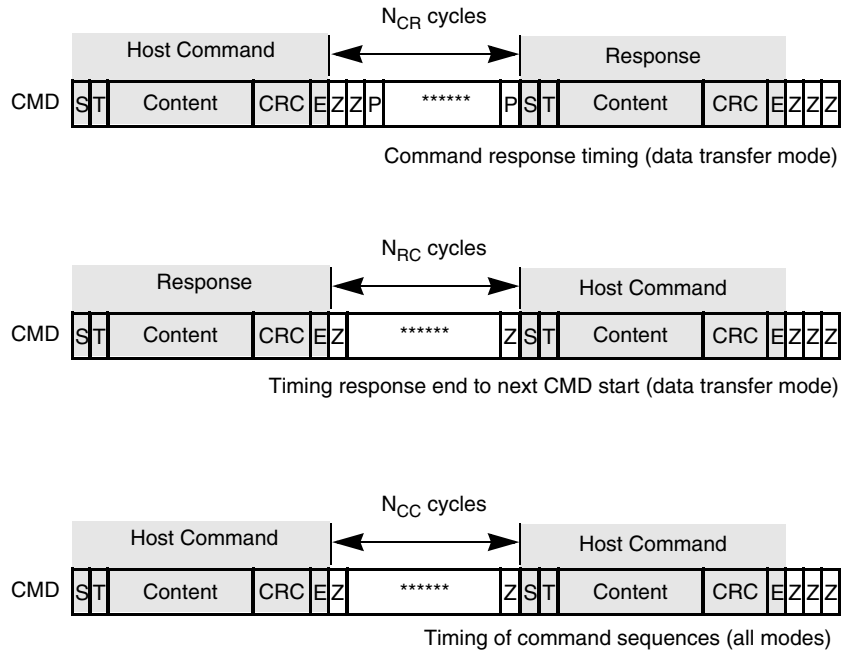 N_CR cycles
Host Command Response
CMD S T Content CRC E Z Z P ****** P S T Content CRC E Z Z Z
Command response timing (data transfer mode)
N_RC cycles
Response Host Command
CMD S T Content CRC E Z ****** Z S T Content CRC E Z Z Z
Timing response end to next CMD start (data transfer mode)
N_CC cycles
Host Command Host Command
CMD S T Content CRC E Z ****** Z S T Content CRC E Z Z Z
Timing of command sequences (all modes)